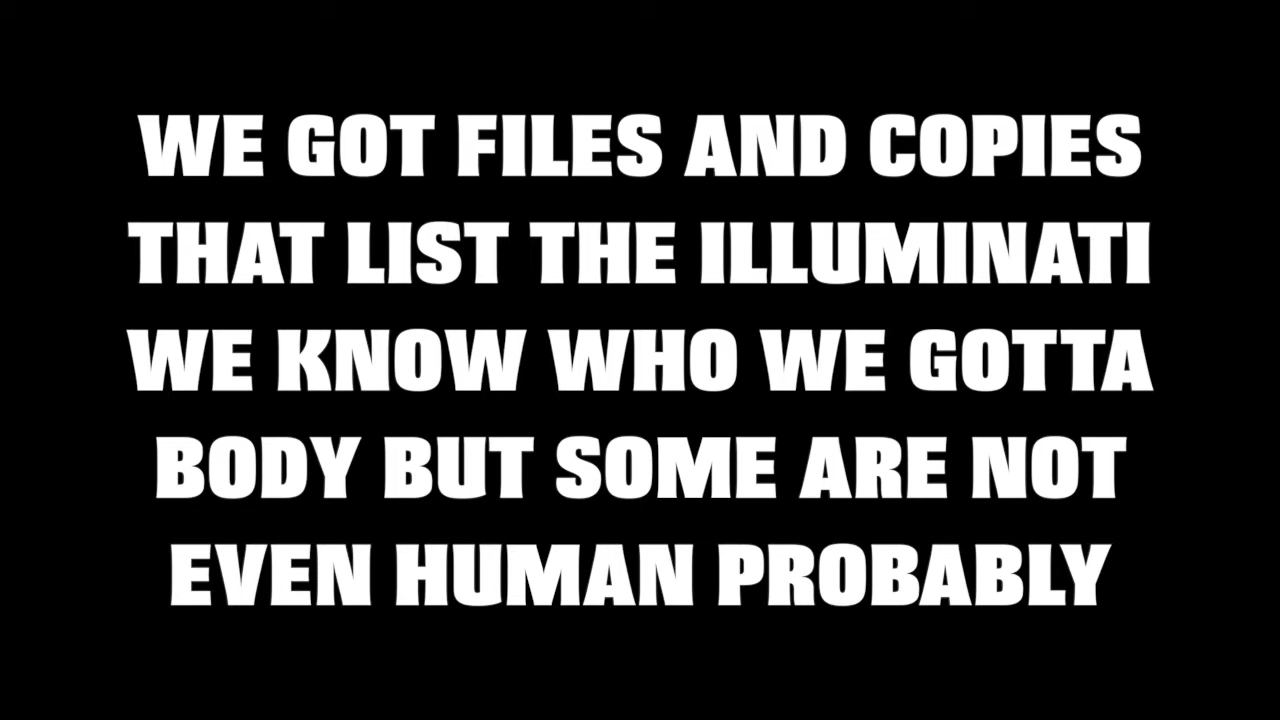 WE GOT FILES AND COPIES
THAT LIST THE ILLUMINATI
WE KNOW WHO WE GOTTA
BODY BUT SOME ARE NOT
EVEN HUMAN PROBABLY